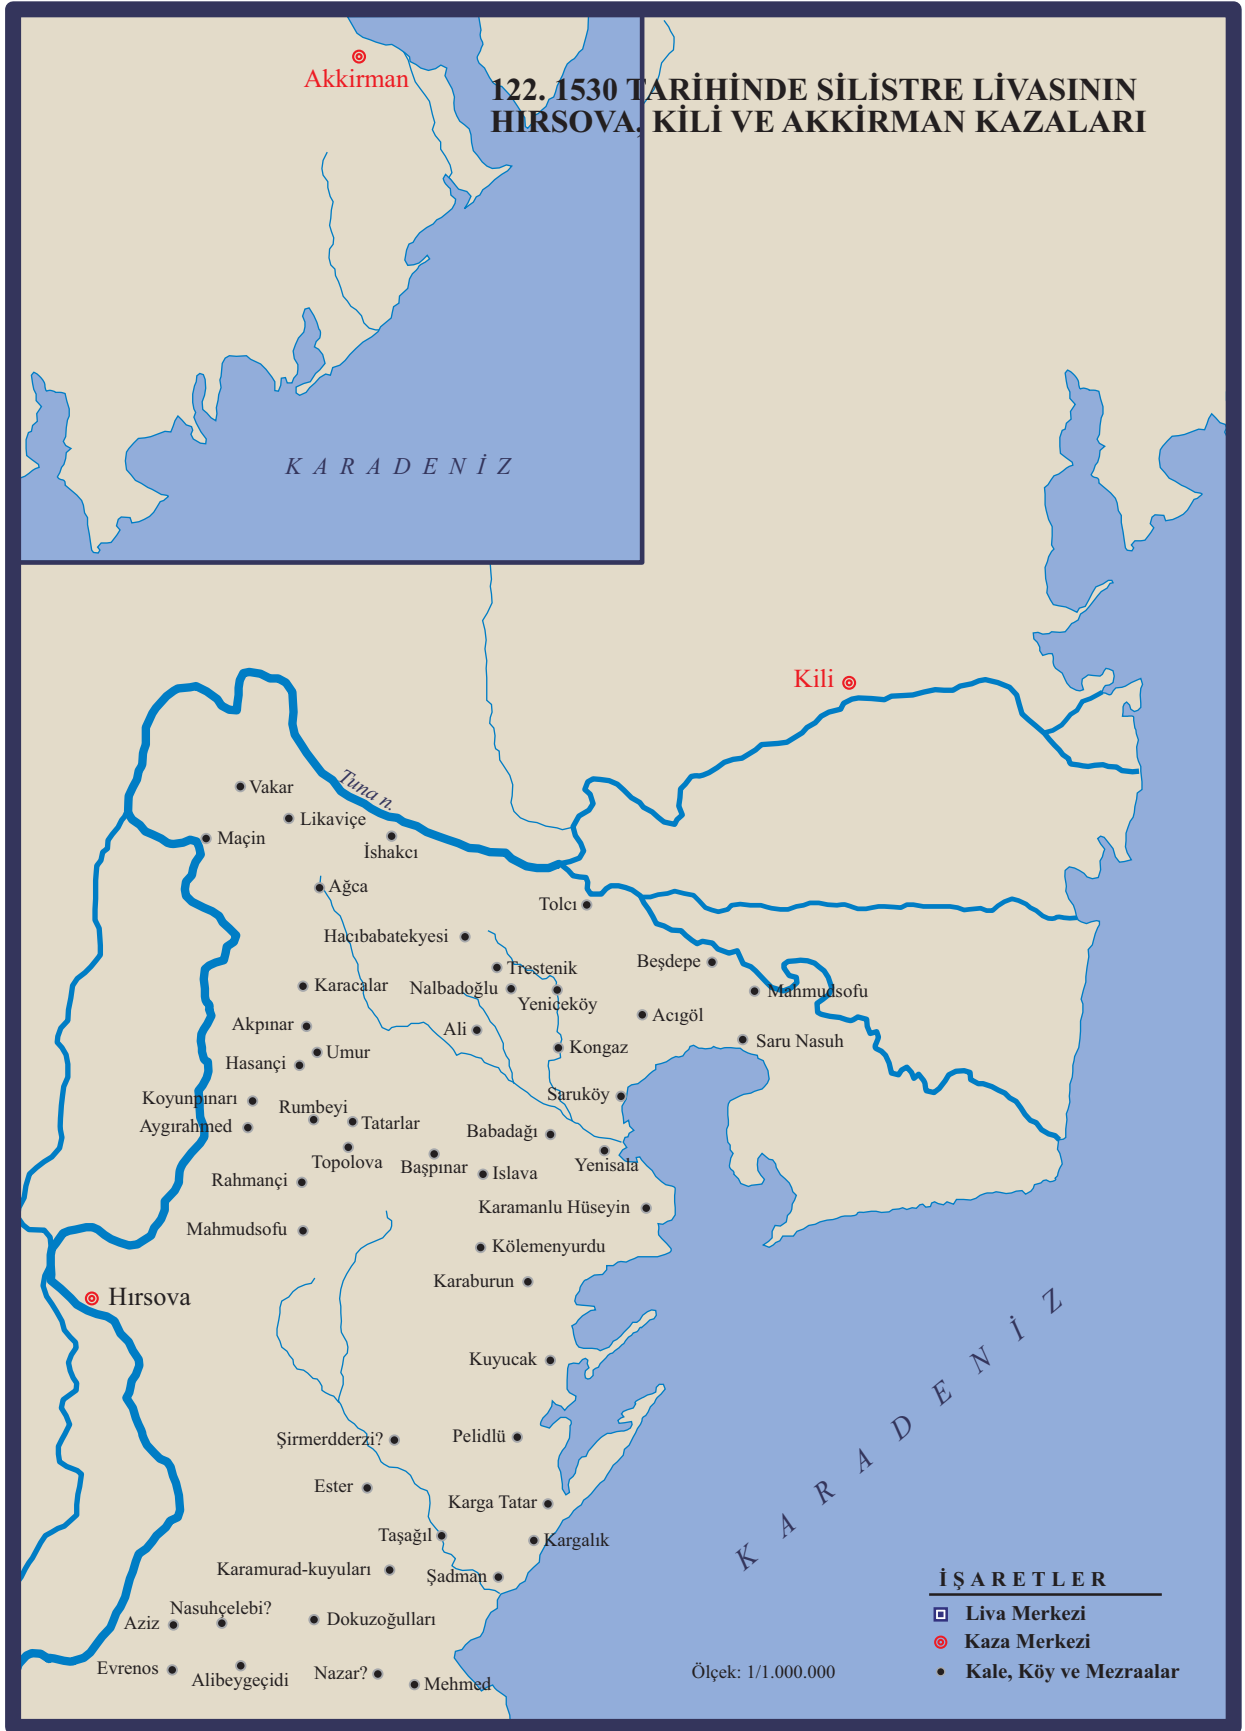 Akkirman
122. 1530 TARİHİNDE SİLİSTRE LİVASININ
HIRSOVA, KİLİ VE AKKİRMAN KAZALARI
KARADENİZ
Kili
Tuna n.
Vakar
Likaviçe
Maçin
İshakcı
Ağca
Tolcı
Hacıbabatekyesi
Trestenik
Beşdepe
Karacalar
Nalbadoğlu
Yeniceköy
Mahmudsofu
Acıgöl
Akpınar
Ali
Umur
Kongaz
Saru Nasuh
Hasançi
Koyunpınarı
Saruköy
Rumbeyi
Aygırahmed
Tatarlar
Babadağı
Topolova
Başpınar
Yenisala
Islava
Rahmançi
Karamanlu Hüseyin
Mahmudsofu
Kölemenyurdu
Karaburun
Hırsova
KARADENİZ
Kuyucak
Şirmerdderzi?
Pelidlü
Ester
Karga Tatar
Taşağıl
Kargalık
Karamurad-kuyuları
Şadman
Nasuhçelebi?
Aziz
Dokuzoğulları
Evrenos
Alibeygeçidi
Nazar?
Mehmed
Ölçek: 1/1.000.000
İŞARETLER
Liva Merkezi
Kaza Merkezi
Kale, Köy ve Mezraalar